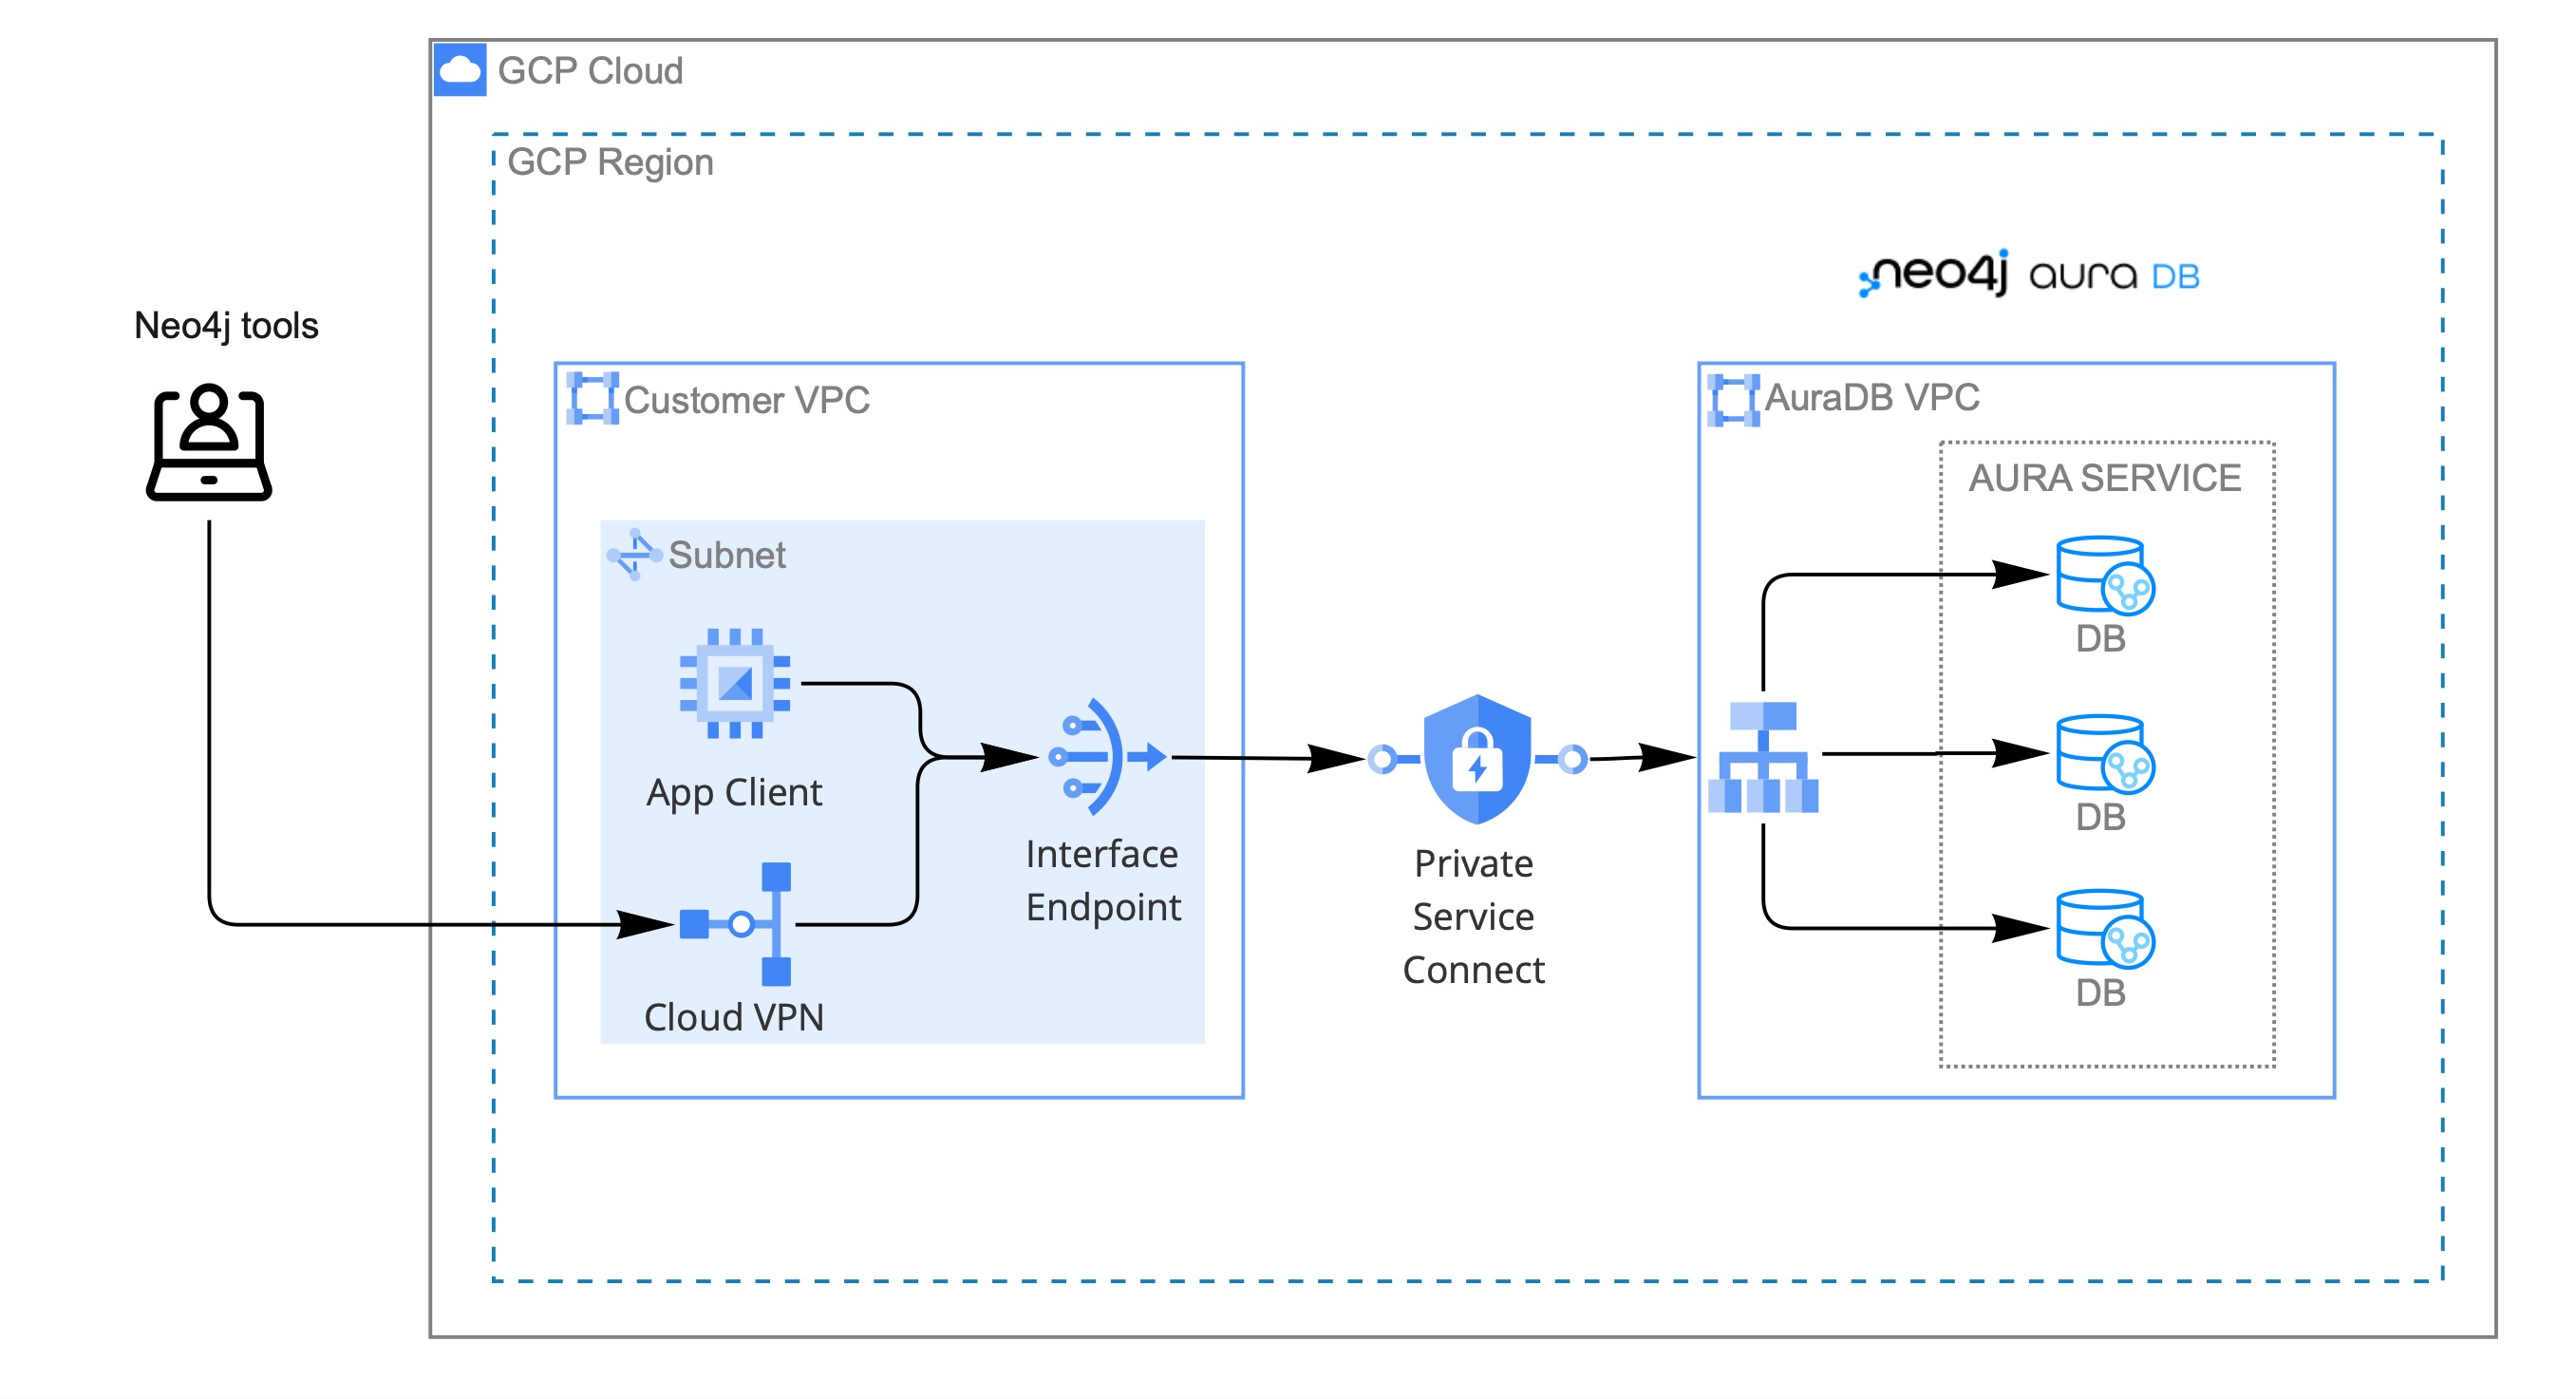 GCP Cloud
GCP Region
neo4j aura DB
Neo4j tools
Customer VPC
AuraDB VPC
AURA SERVICE
Subnet
DB
App Client
DB
Interface
Endpoint
Private
Service
Connect
DB
Cloud VPN